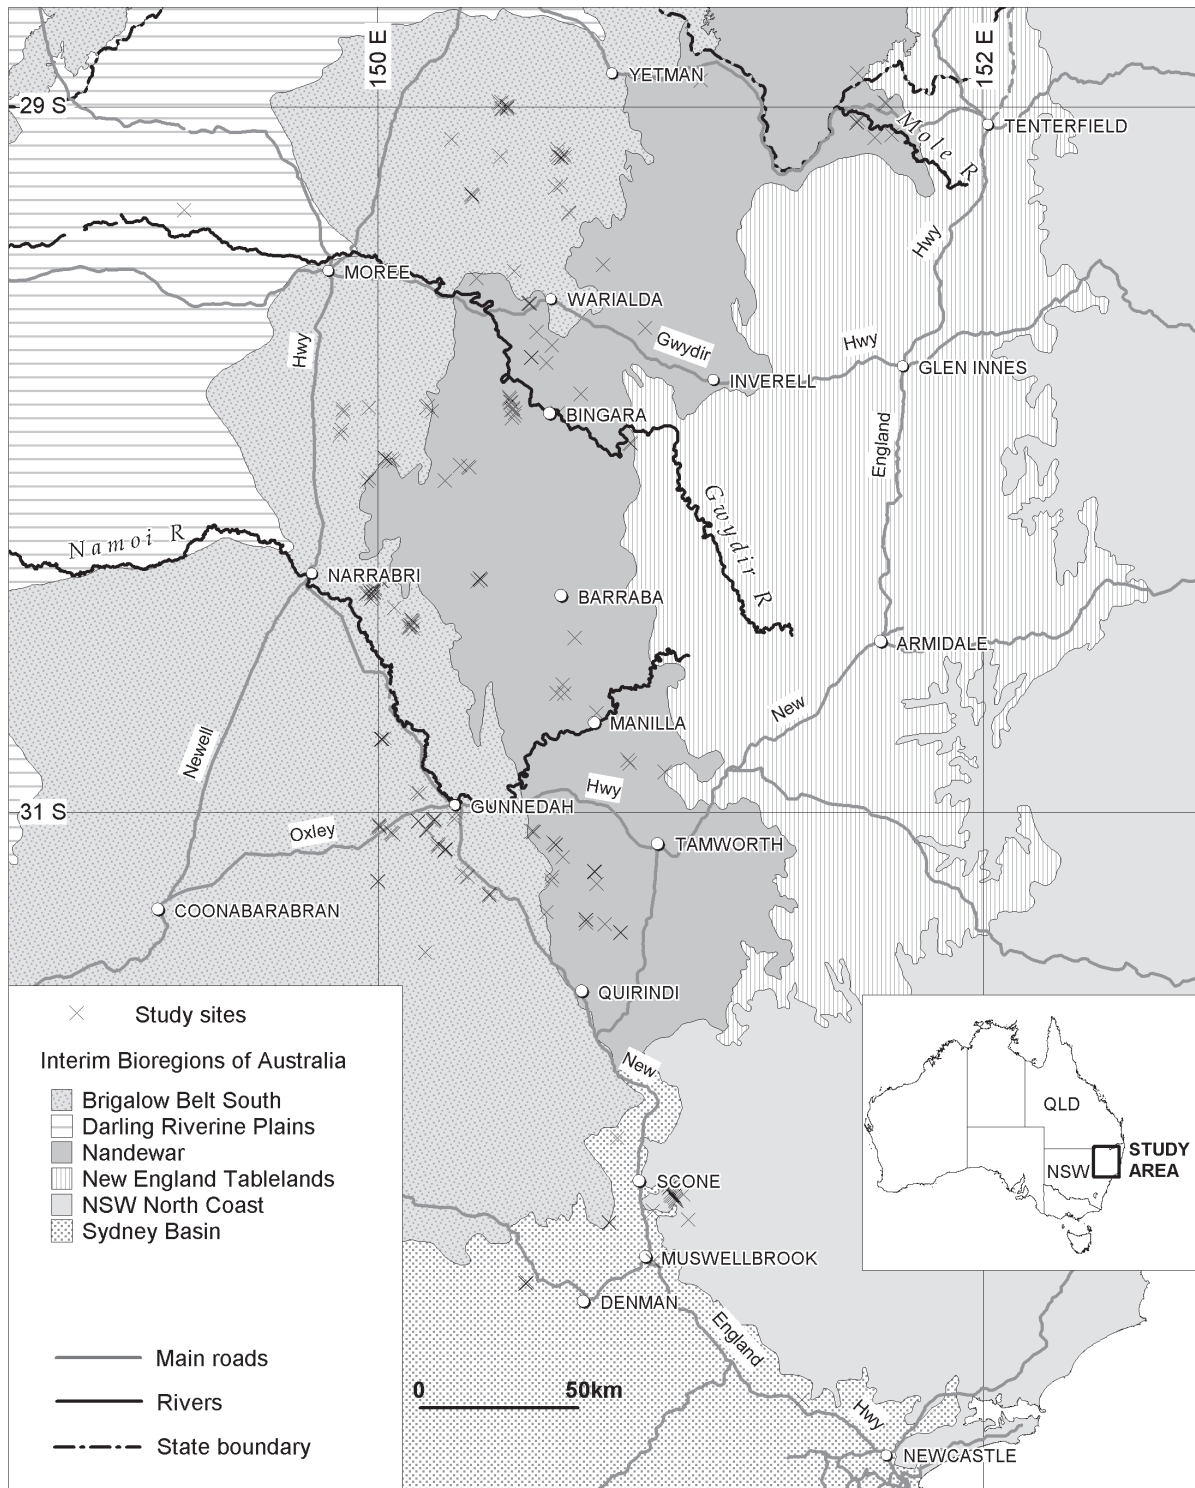 150 E
152 E
YETMAN
29 S
TENTERFIELD
Mole R
Hwy
MOREE
WARIALDA
Hwy
Gwydir
Hwy
INVERELL
GLEN INNES
BINGARA
England
Gwydir R
Namoi R
NARRABRI
BARRABA
ARMIDALE
New
MANILLA
Newell
Hwy
31 S
GUNNEDAH
Oxley
TAMWORTH
COONABARABRAN
QUIRINDI
New
Study sites
Interim Bioregions of Australia
Brigalow Belt South
Darling Riverine Plains
Nandewar
New England Tablelands
NSW North Coast
Sydney Basin
Main roads
Rivers
State boundary
QLD
NSW
STUDY
AREA
SCONE
MUSWELLBROOK
DENMAN
England
0 50km
Hwy
NEWCASTLE